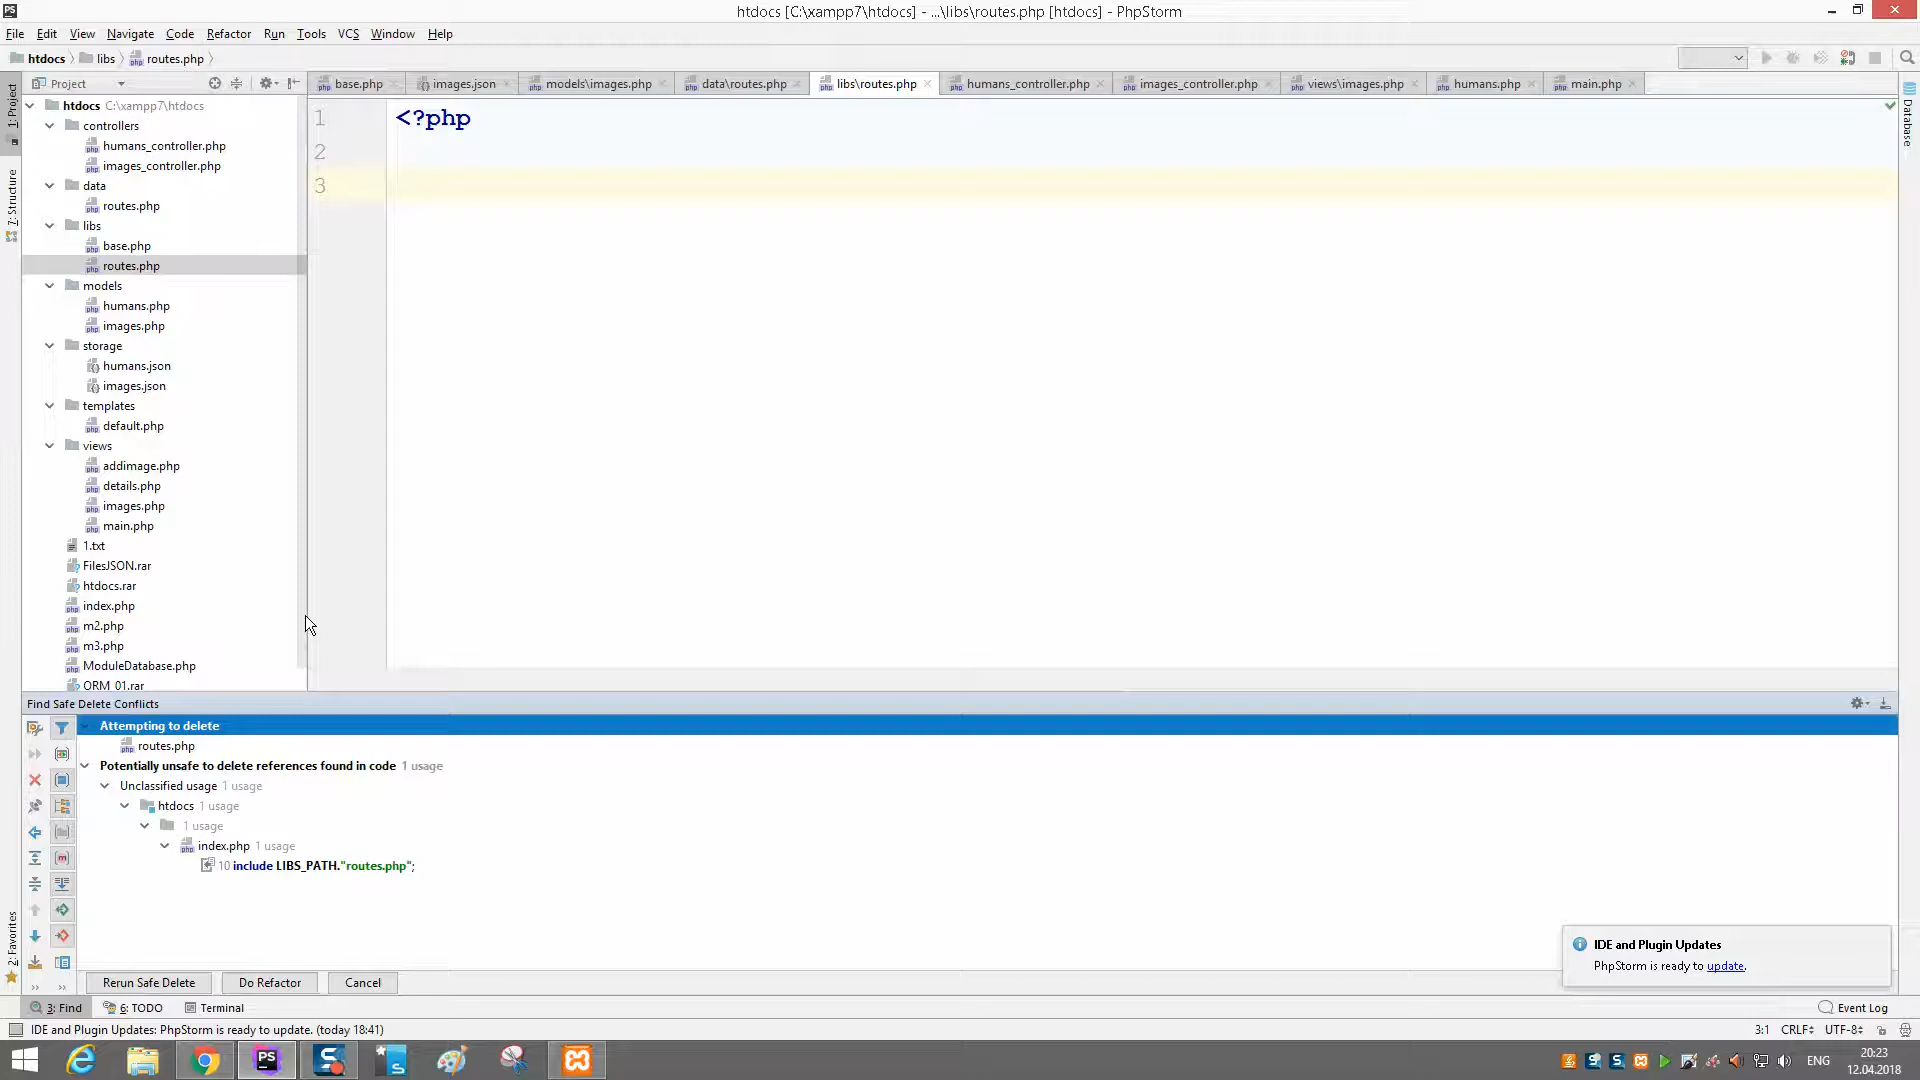 htdocs [C:\xampp7\htdocs] - ...\libs\routes.php [htdocs] - PhpStorm
File Edit View Navigate Code Refactor Run Tools VCS Window Help
htdocs libs routes.php
Project
base.php images.json models\images.php data\routes.php libs\routes.php humans_controller.php images_controller.php views\images.php humans.php main.php
1: Project
7: Structure
2: Favorites
Database
htdocs C:\xampp7\htdocs
controllers
humans_controller.php
images_controller.php
data
routes.php
libs
base.php
routes.php
models
humans.php
images.php
storage
humans.json
images.json
templates
default.php
views
addimage.php
details.php
images.php
main.php
1.txt
FilesJSON.rar
htdocs.rar
index.php
m2.php
m3.php
ModuleDatabase.php
ORM_01.rar
1 <?php
2
3
Find Safe Delete Conflicts
Attempting to delete
routes.php
Potentially unsafe to delete references found in code 1 usage
Unclassified usage 1 usage
htdocs 1 usage
1 usage
index.php 1 usage
10 include LIBS_PATH."routes.php";
IDE and Plugin Updates
PhpStorm is ready to update.
Rerun Safe Delete Do Refactor Cancel
3: Find 6: TODO Terminal Event Log
IDE and Plugin Updates: PhpStorm is ready to update. (today 18:41) 3:1 CRLF UTF-8
ENG 20:23
12.04.2018